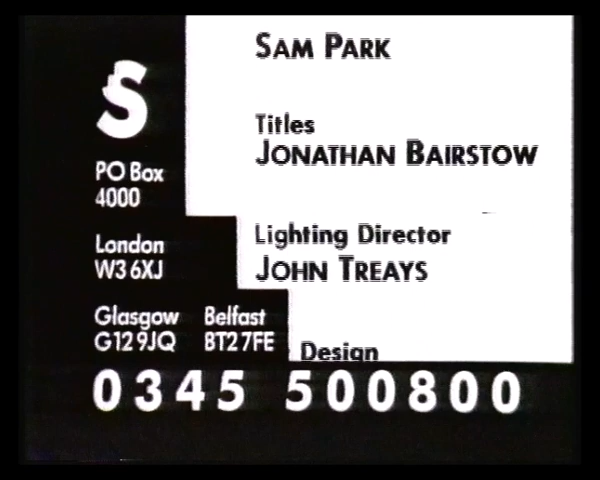 SAM PARK
Titles
JONATHAN BAIRSTOW
Lighting Director
JOHN TREAYS
Design
S
PO Box
4000
London
W3 6XJ
Glasgow
G12 9JQ
Belfast
BT2 7FE
0345 500800